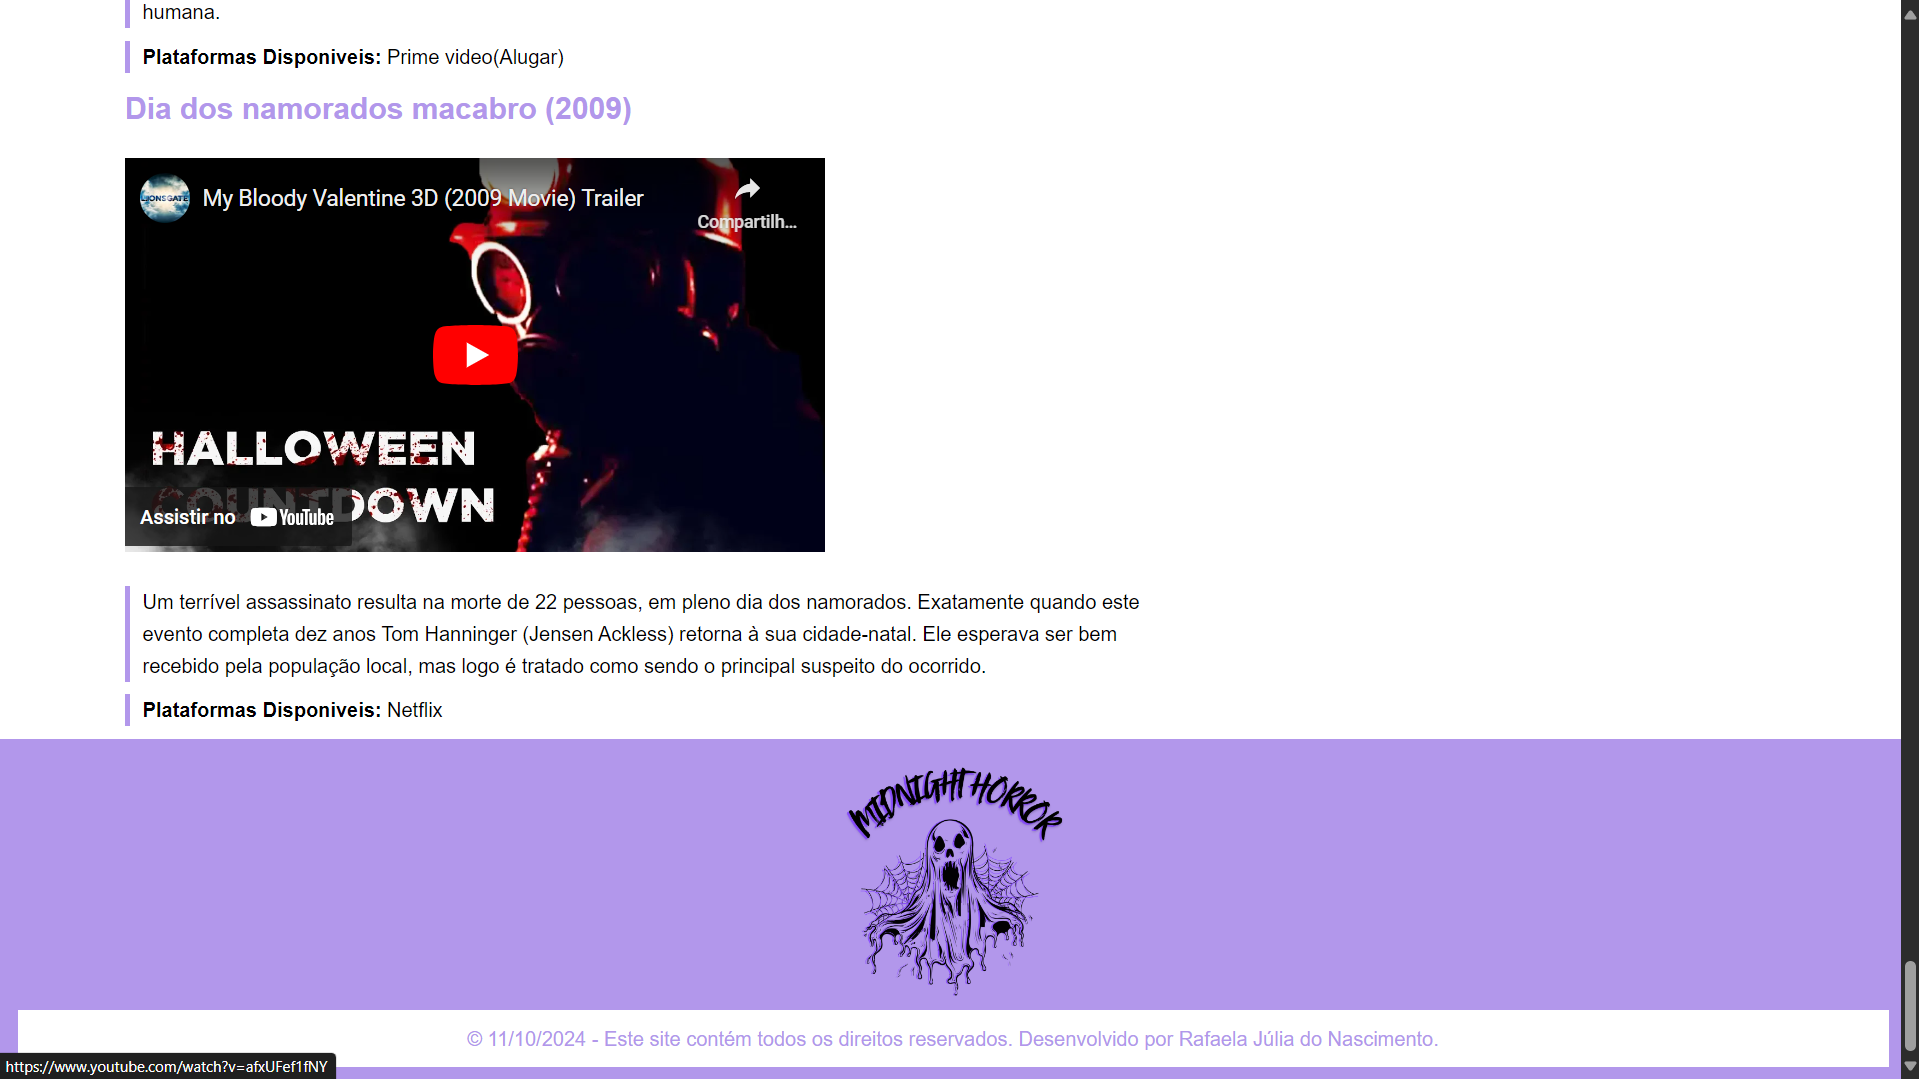 humana.
Plataformas Disponiveis: Prime video(Alugar)
Dia dos namorados macabro (2009)
LIONSGATE
My Bloody Valentine 3D (2009 Movie) Trailer
Compartilh...
HALLOWEEN
COUNTDOWN
Assistir no YouTube
Um terrível assassinato resulta na morte de 22 pessoas, em pleno dia dos namorados. Exatamente quando este
evento completa dez anos Tom Hanninger (Jensen Ackless) retorna à sua cidade-natal. Ele esperava ser bem
recebido pela população local, mas logo é tratado como sendo o principal suspeito do ocorrido.
Plataformas Disponiveis: Netflix
MIDNIGHT HORROR
© 11/10/2024 - Este site contém todos os direitos reservados. Desenvolvido por Rafaela Júlia do Nascimento.
https://www.youtube.com/watch?v=afxUFef1fNY